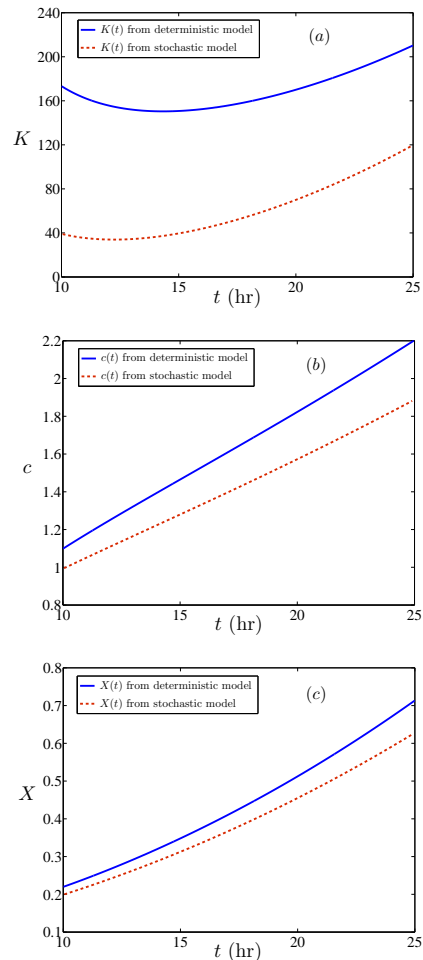 240
200
160
120
80
40
0
K
K(t) from deterministic model
K(t) from stochastic model
(a)
10 15 20 25
t (hr)
2.2
2
1.8
1.6
1.4
1.2
1
0.8
c
c(t) from deterministic model
c(t) from stochastic model
(b)
10 15 20 25
t (hr)
0.8
0.7
0.6
0.5
0.4
0.3
0.2
0.1
X
X(t) from deterministic model
X(t) from stochastic model
(c)
10 15 20 25
t (hr)